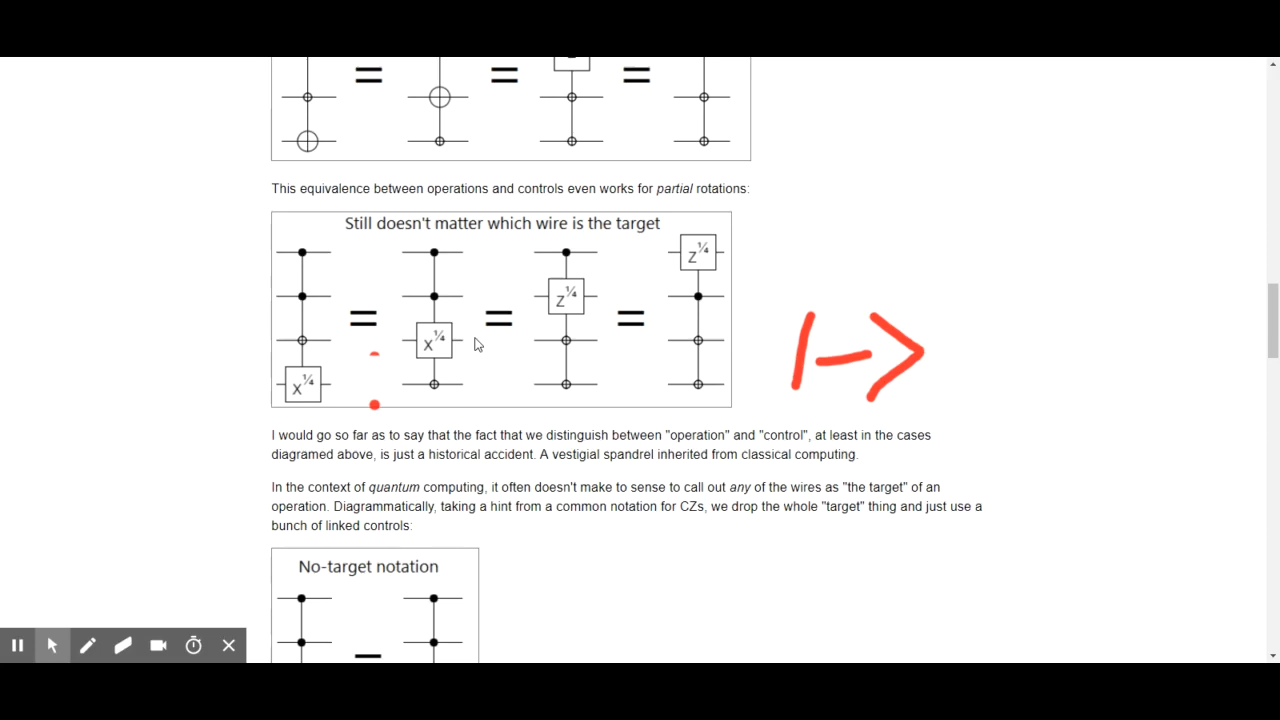 This equivalence between operations and controls even works for partial rotations:
Still doesn't matter which wire is the target
= = =
X¼ X¼ Z¼ Z¼
= = =
|->
I would go so far as to say that the fact that we distinguish between "operation" and "control", at least in the cases
diagramed above, is just a historical accident. A vestigial spandrel inherited from classical computing.
In the context of quantum computing, it often doesn't make to sense to call out any of the wires as "the target" of an
operation. Diagrammatically, taking a hint from a common notation for CZs, we drop the whole "target" thing and just use a
bunch of linked controls:
No-target notation